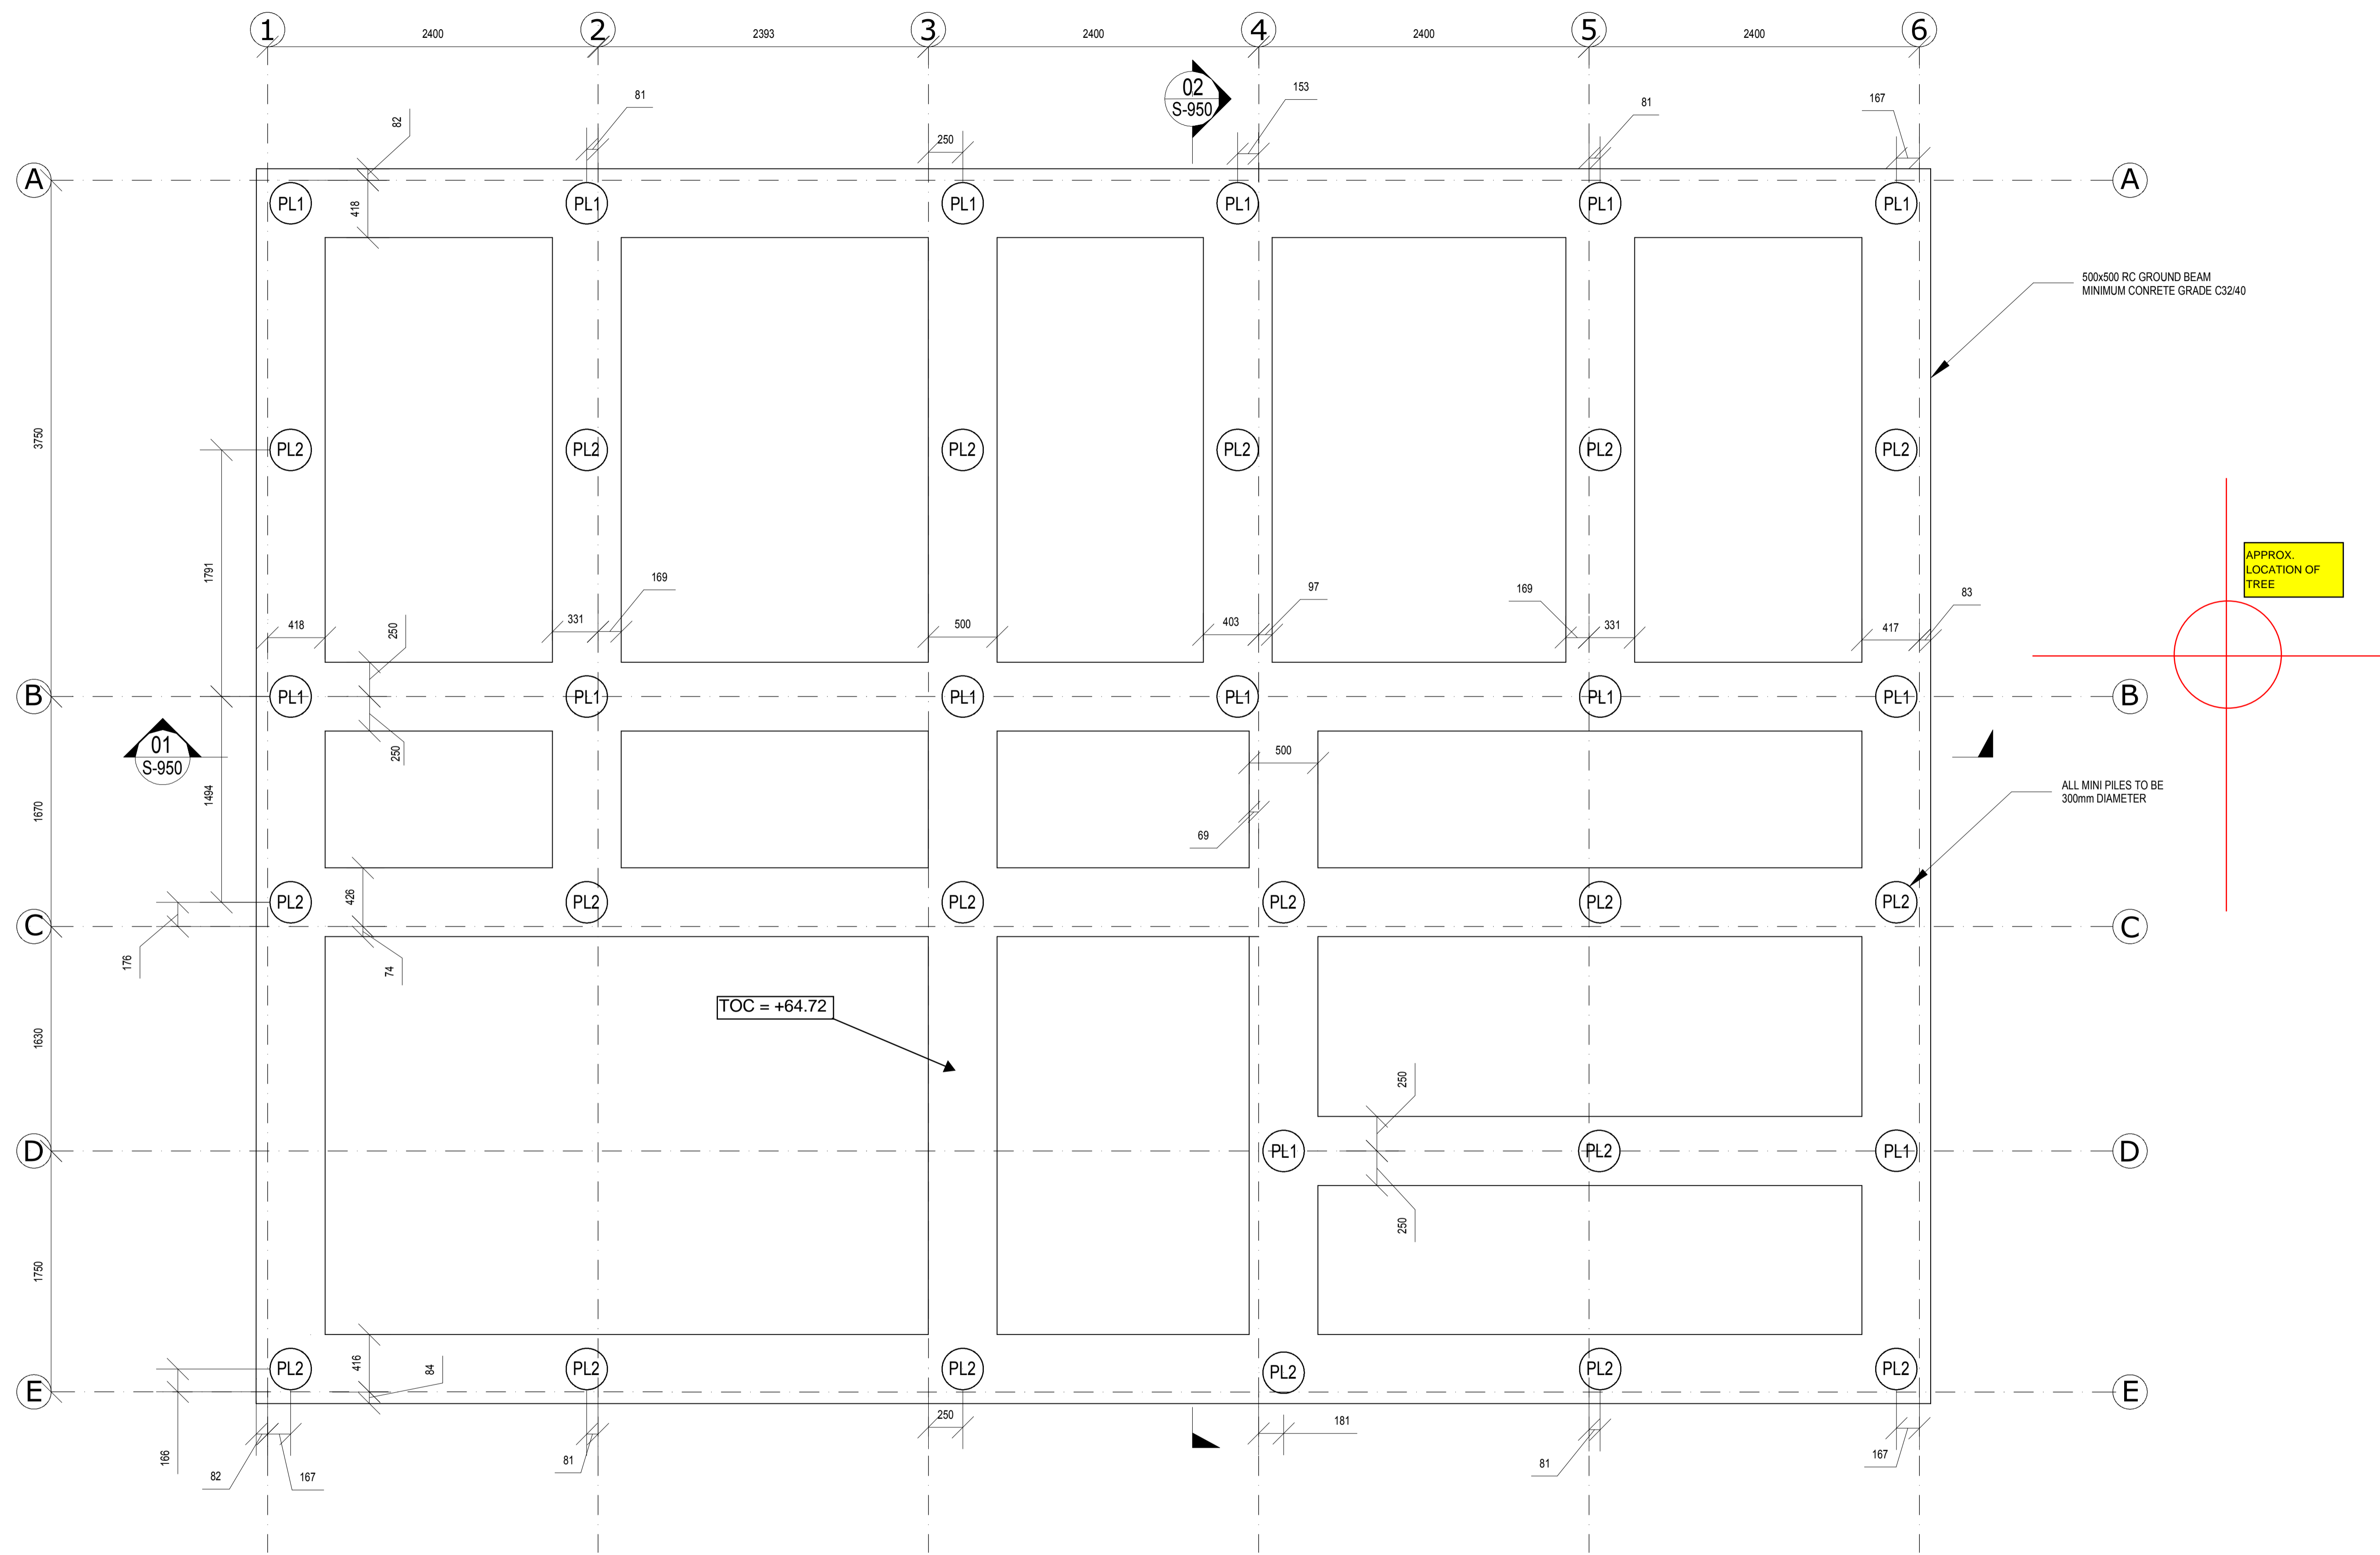 1 2 3 4 5 6
2400 2393 2400 2400 2400
02
S-950
82 81 250 153 81 167
A A
PL1 PL1 PL1 PL1 PL1 PL1
418
500x500 RC GROUND BEAM
MINIMUM CONRETE GRADE C32/40
3750
PL2 PL2 PL2 PL2 PL2 PL2
APPROX.
LOCATION OF
TREE
1791
169 97 169 83
418 250 331 500 403 331 417
B B
PL1 PL1 PL1 PL1 PL1 PL1
01
S-950
250 500
1494
1670
ALL MINI PILES TO BE
300mm DIAMETER
69
426
PL2 PL2 PL2 PL2 PL2 PL2
C C
176 74
TOC = +64.72
1630
250
D D
PL1 PL2 PL1
250
1750
416 84
PL2 PL2 PL2 PL2 PL2 PL2
E E
250 181
166 82 167 81 81 167